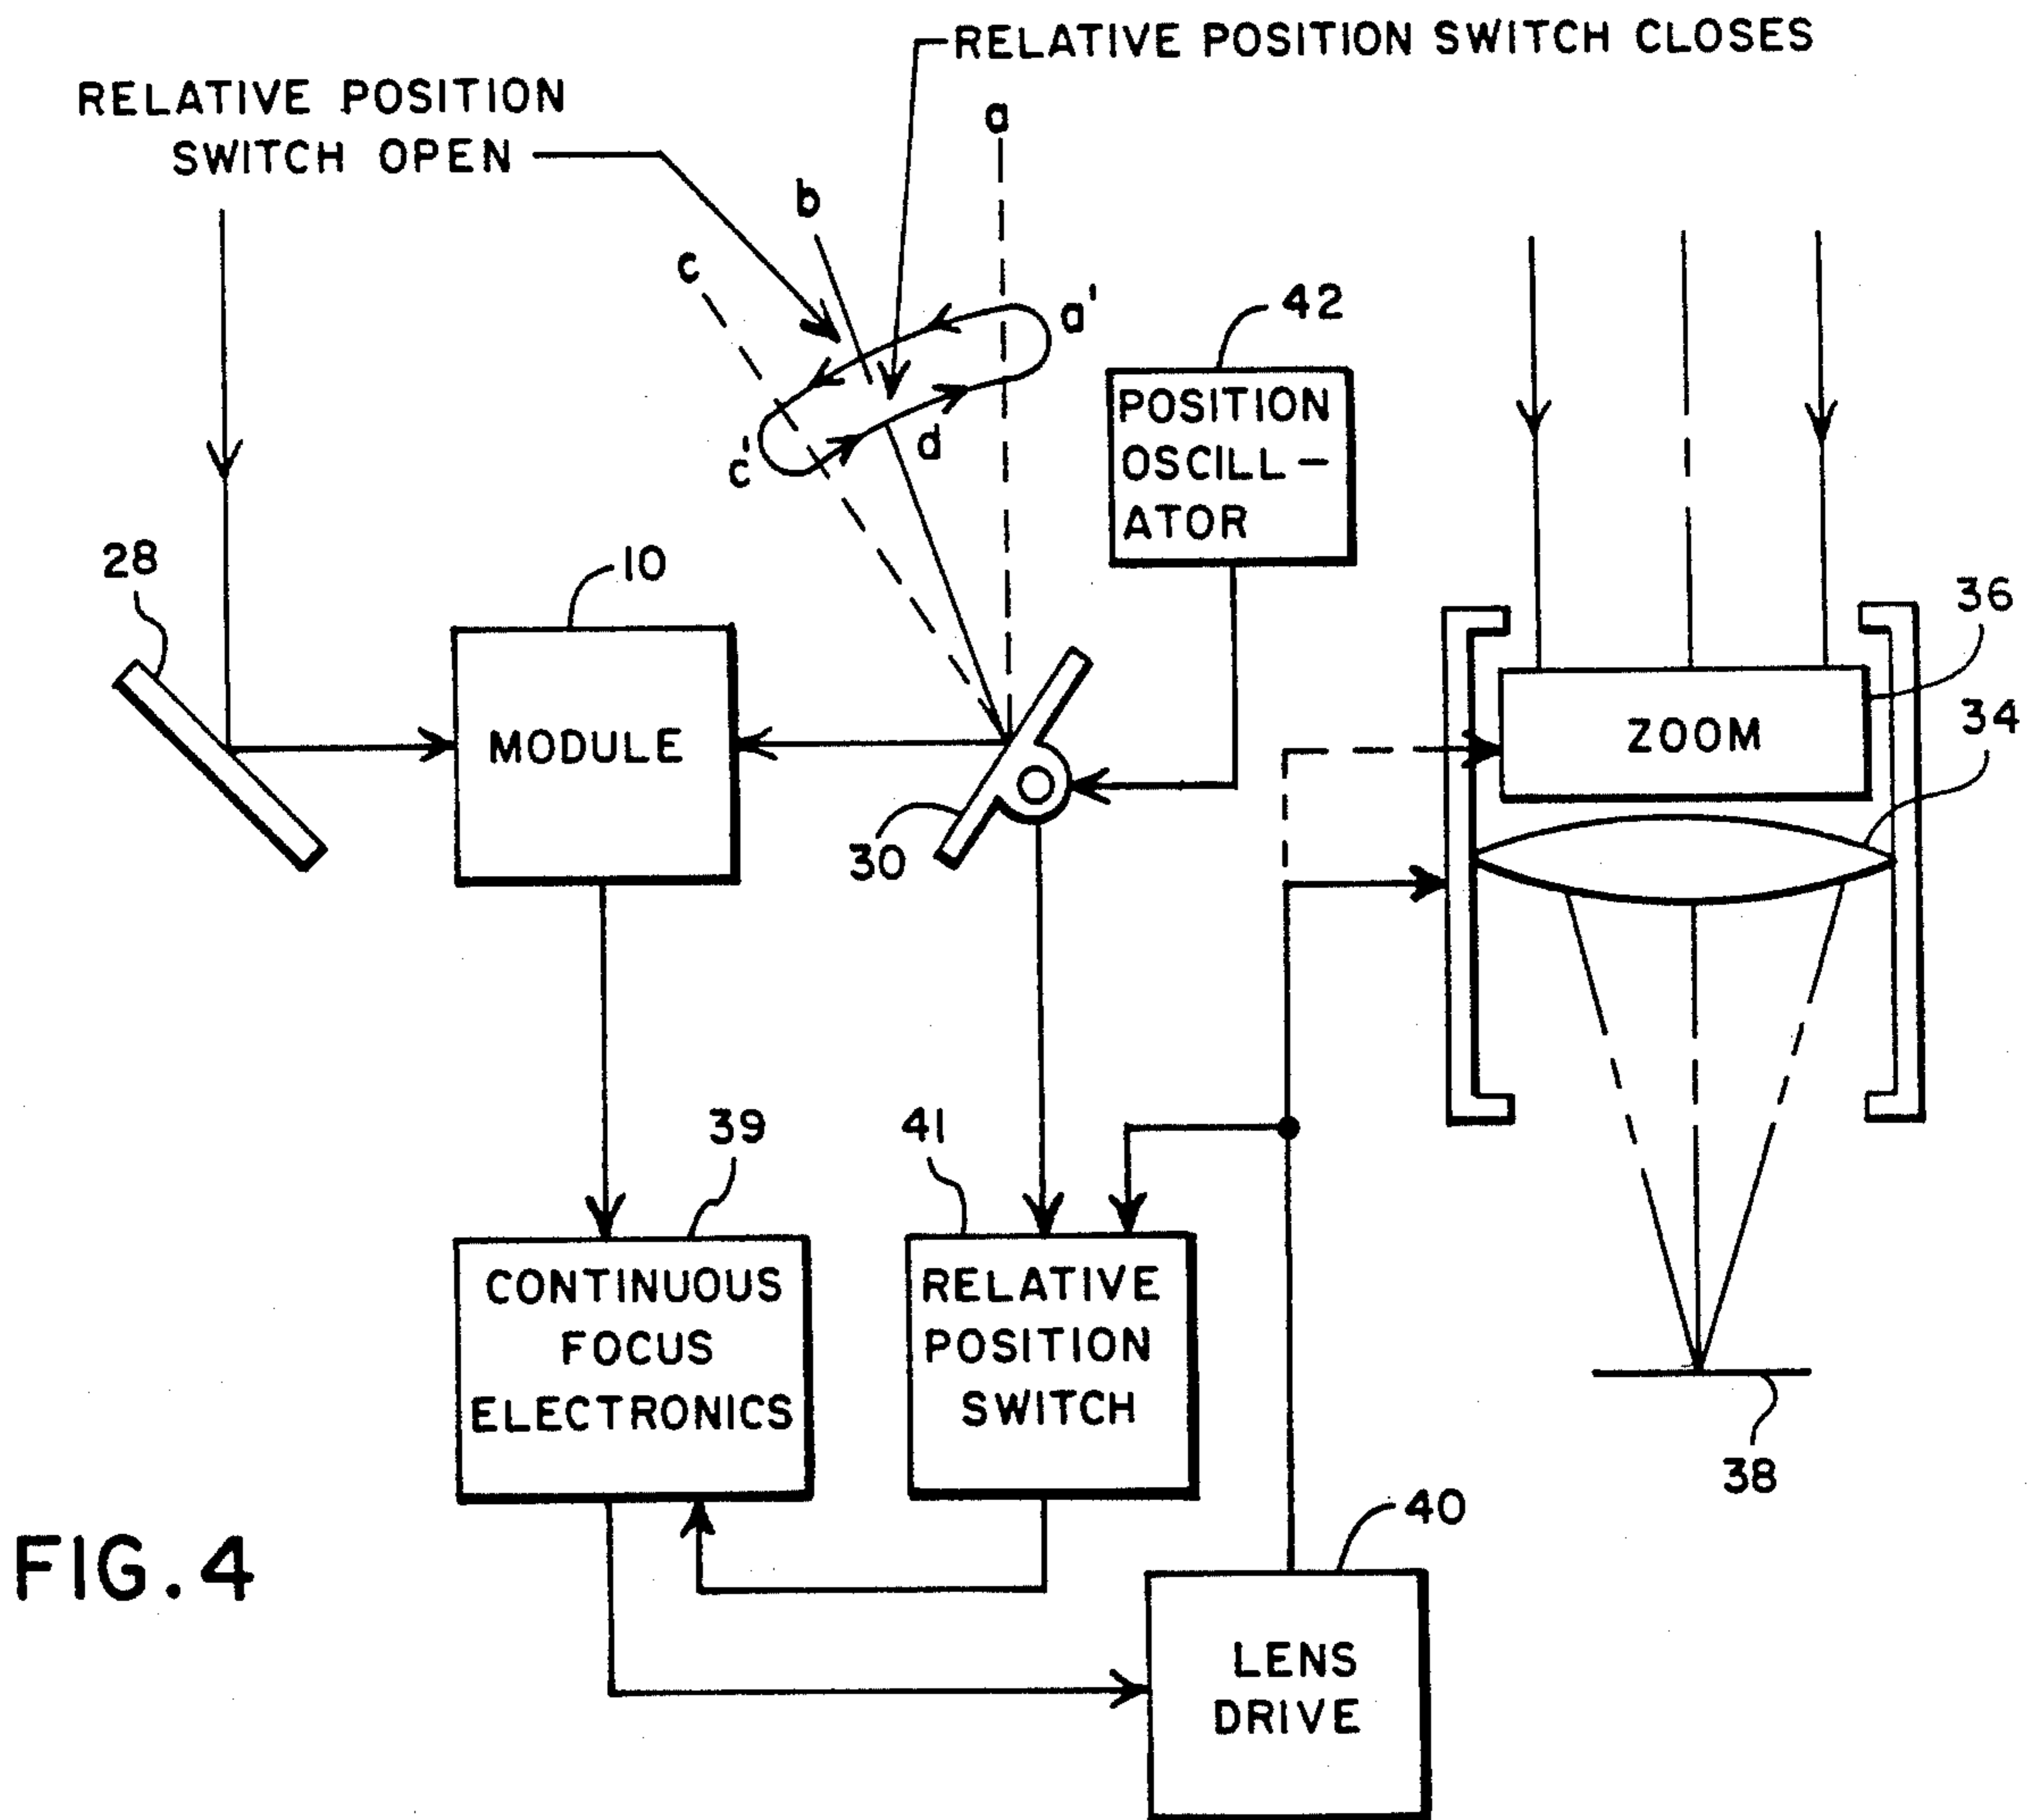 RELATIVE POSITION SWITCH CLOSES
RELATIVE POSITION
SWITCH OPEN
a
b
c
a'
c'
d
42
POSITION
OSCILL-
ATOR
28
10
MODULE
30
36
ZOOM
34
39
CONTINUOUS
FOCUS
ELECTRONICS
41
RELATIVE
POSITION
SWITCH
38
40
LENS
DRIVE
FIG. 4